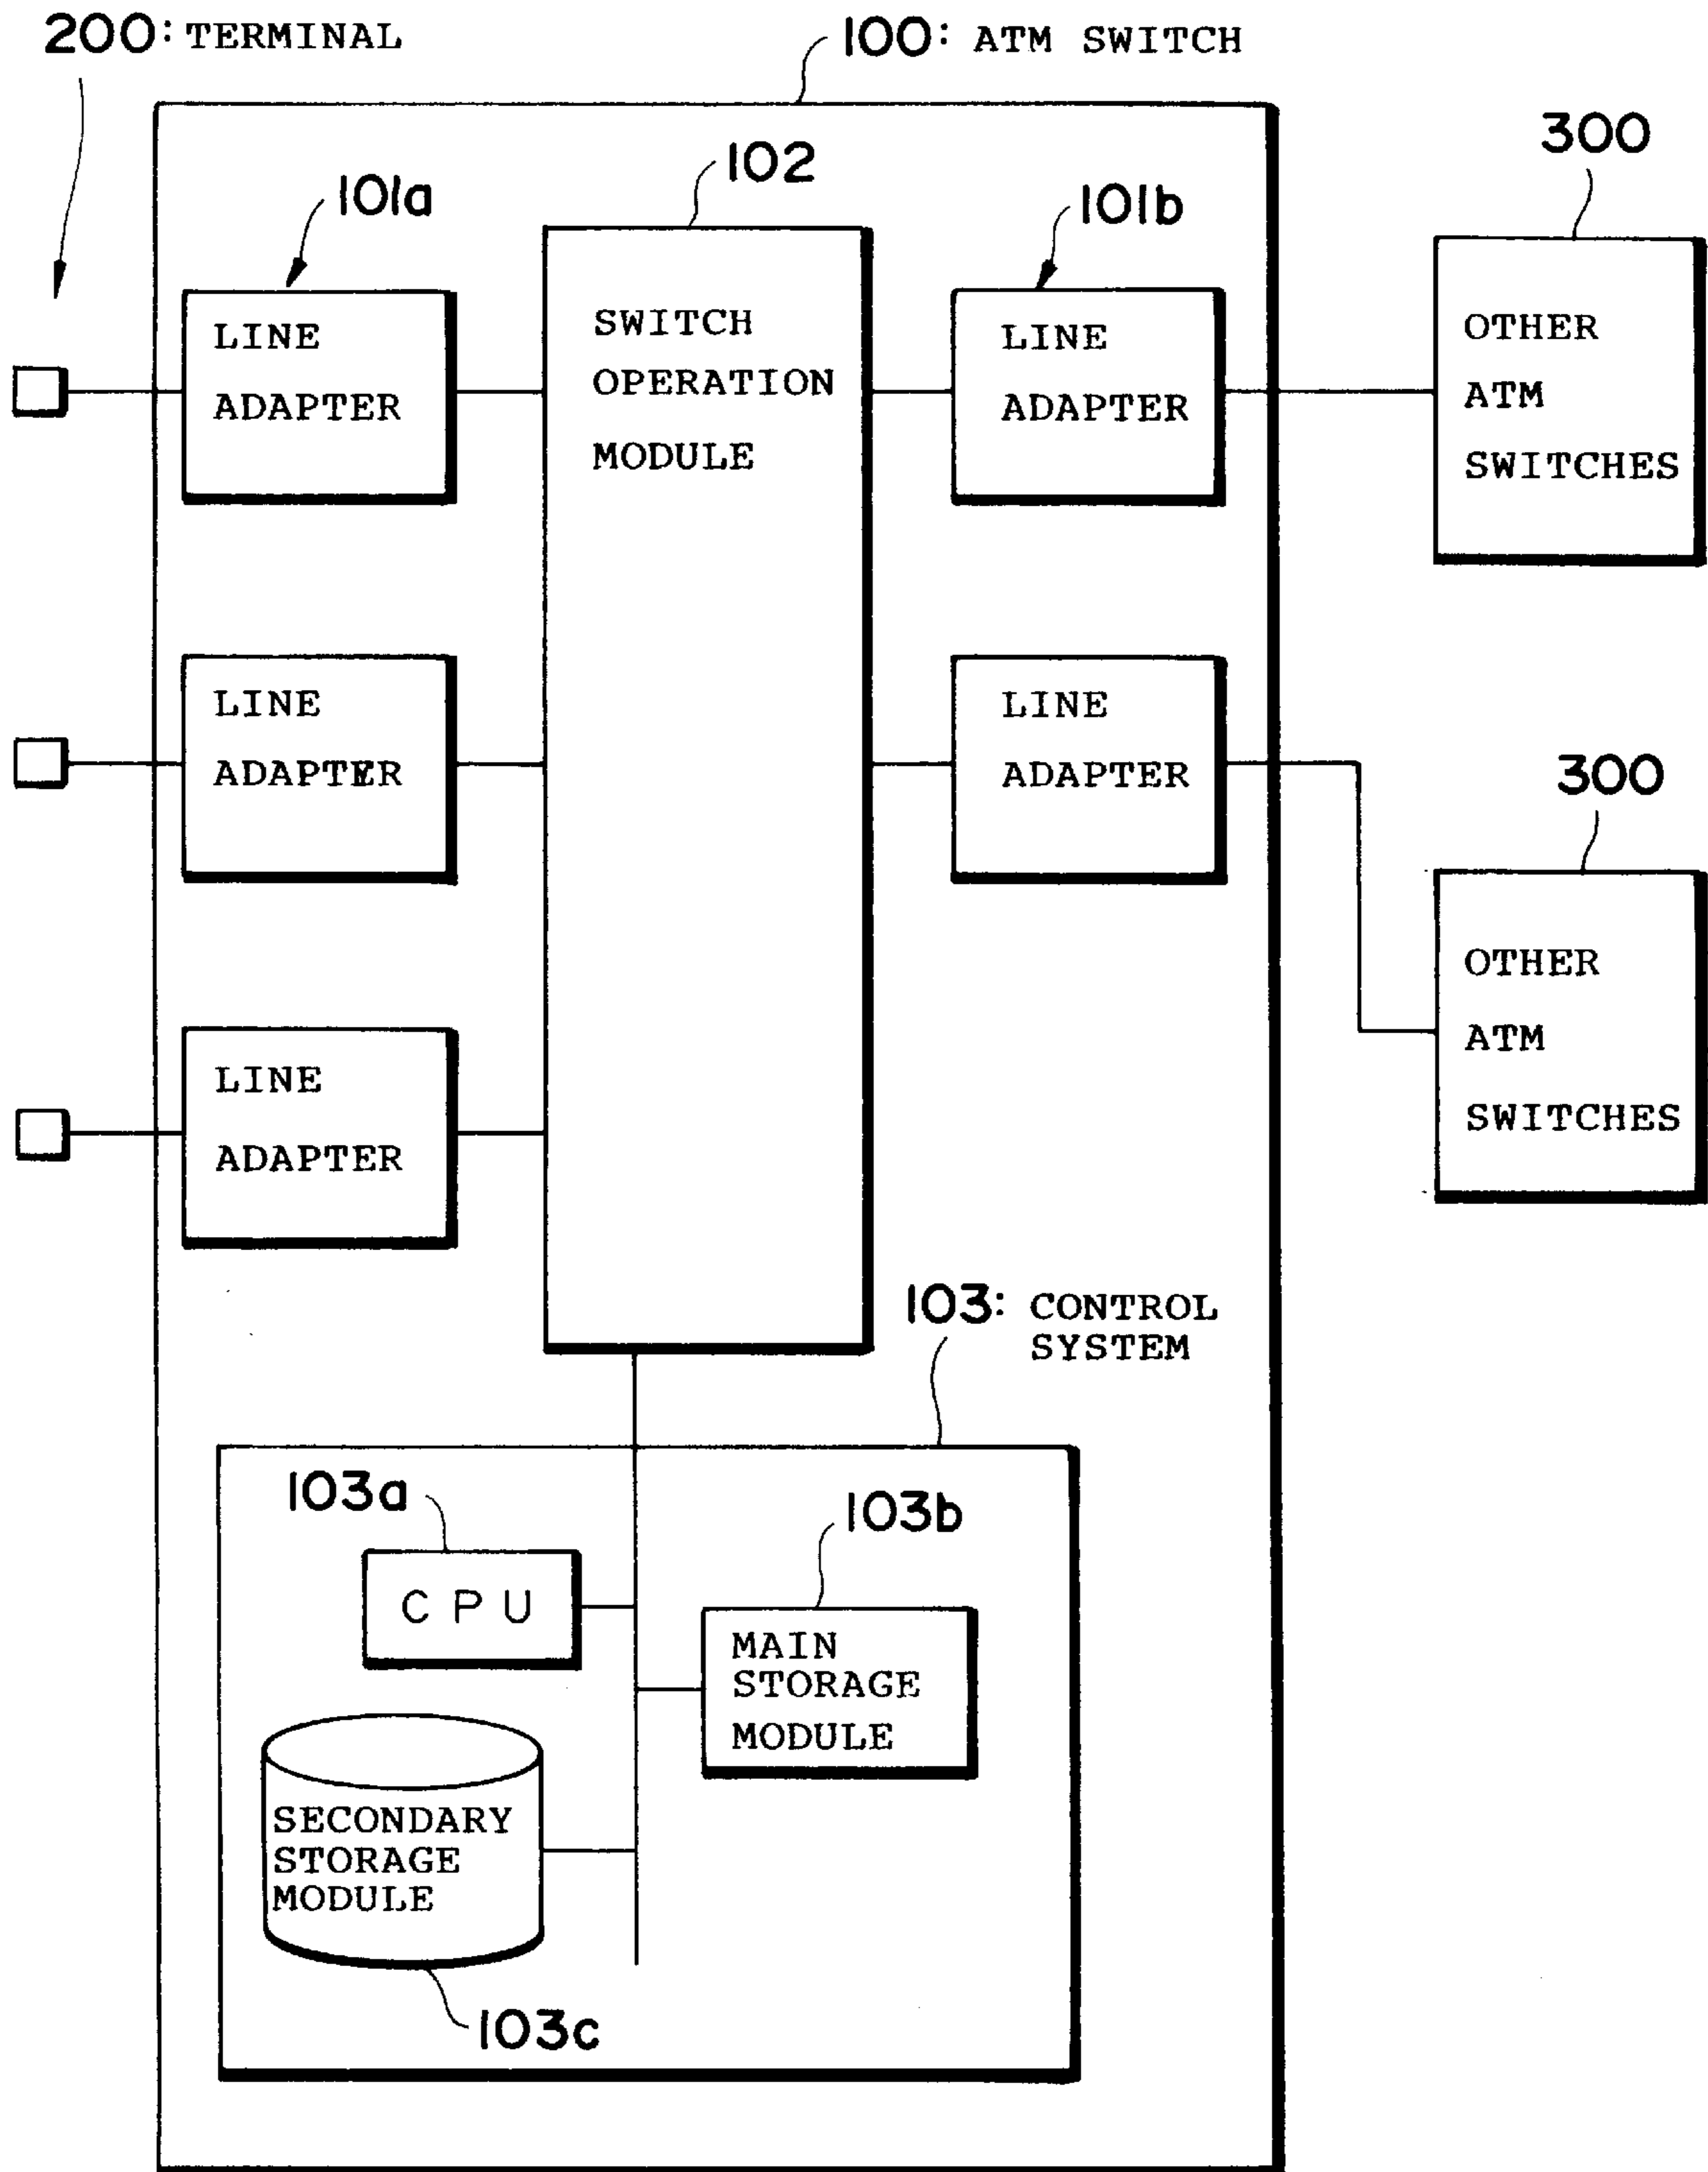 200: TERMINAL
100: ATM SWITCH
300
102
101a
101b
LINE
ADAPTER
SWITCH
OPERATION
MODULE
LINE
ADAPTER
OTHER
ATM
SWITCHES
LINE
ADAPTER
LINE
ADAPTER
300
OTHER
ATM
SWITCHES
LINE
ADAPTER
103: CONTROL
SYSTEM
103a
103b
CPU
MAIN
STORAGE
MODULE
SECONDARY
STORAGE
MODULE
103c